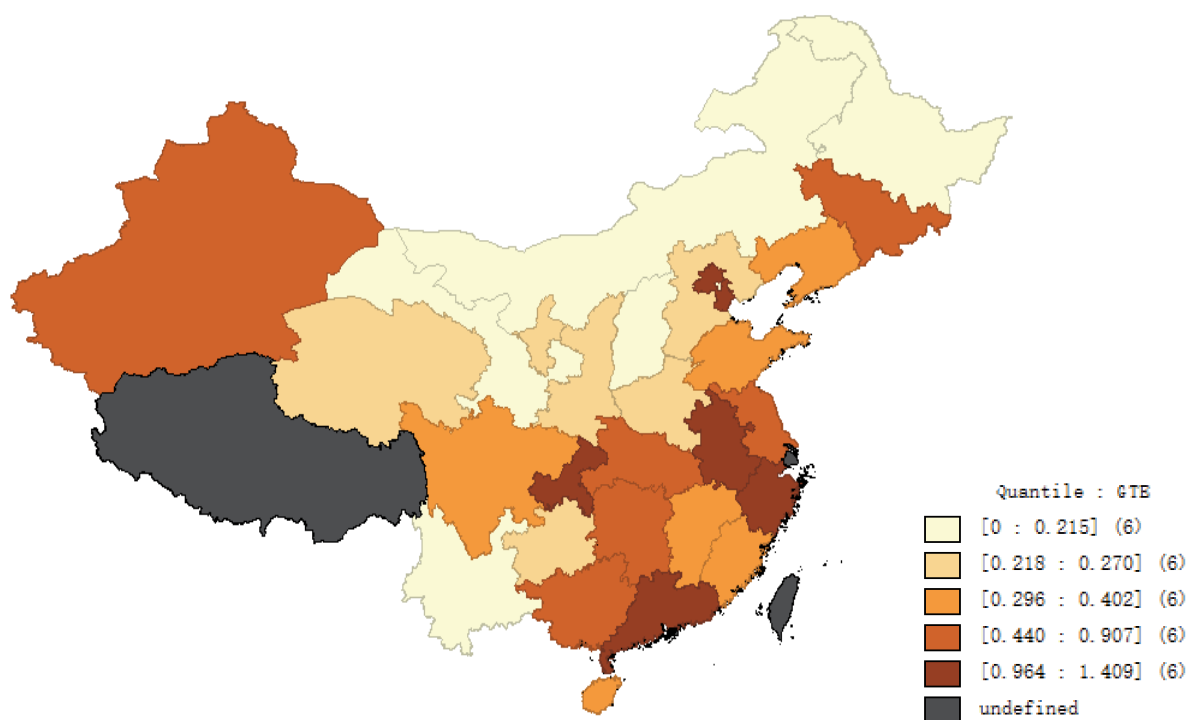 Quantile : GTE
[0 : 0.215] (6)
[0.218 : 0.270] (6)
[0.296 : 0.402] (6)
[0.440 : 0.907] (6)
[0.964 : 1.409] (6)
undefined